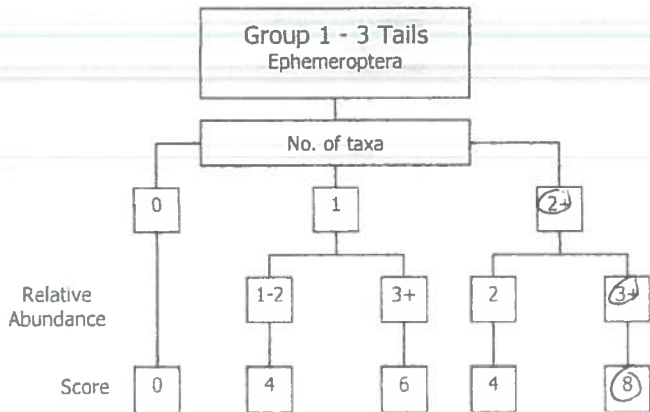 Group 1 - 3 Tails
Ephemeroptera
No. of taxa
0 1 2+
Relative
Abundance
1-2 3+ 2 3+
Score 0 4 6 4 8